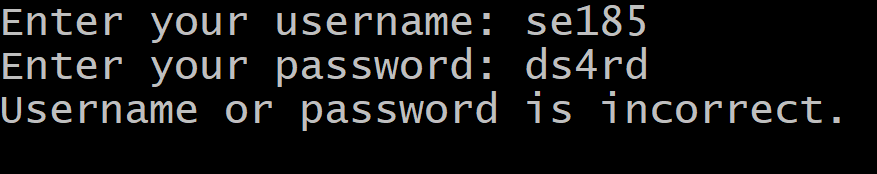 Enter your username: se185
Enter your password: ds4rd
Username or password is incorrect.